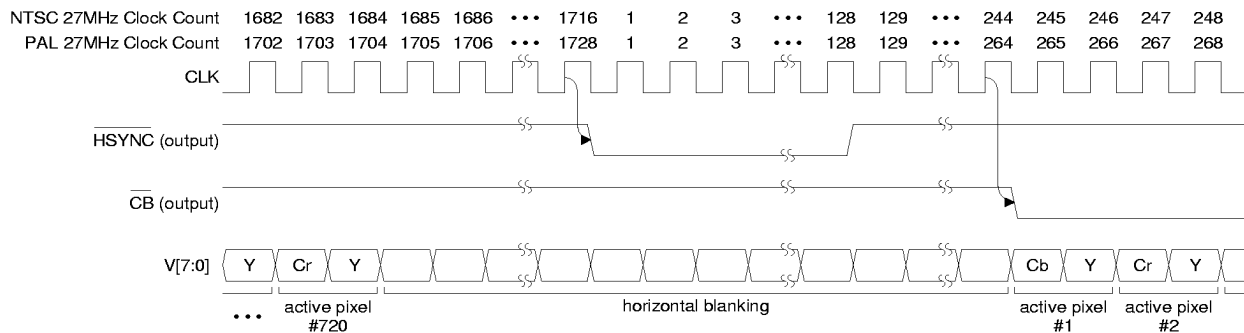 NTSC 27MHz Clock Count 1682 1683 1684 1685 1686 ••• 1716 1 2 3 ••• 128 129 ••• 244 245 246 247 248
PAL 27MHz Clock Count 1702 1703 1704 1705 1706 ••• 1728 1 2 3 ••• 128 129 ••• 264 265 266 267 268
CLK
HSYNC (output)
CB (output)
V[7:0] Y Cr Y Cb Y Cr Y
••• active pixel #720 horizontal blanking active pixel #1 active pixel #2